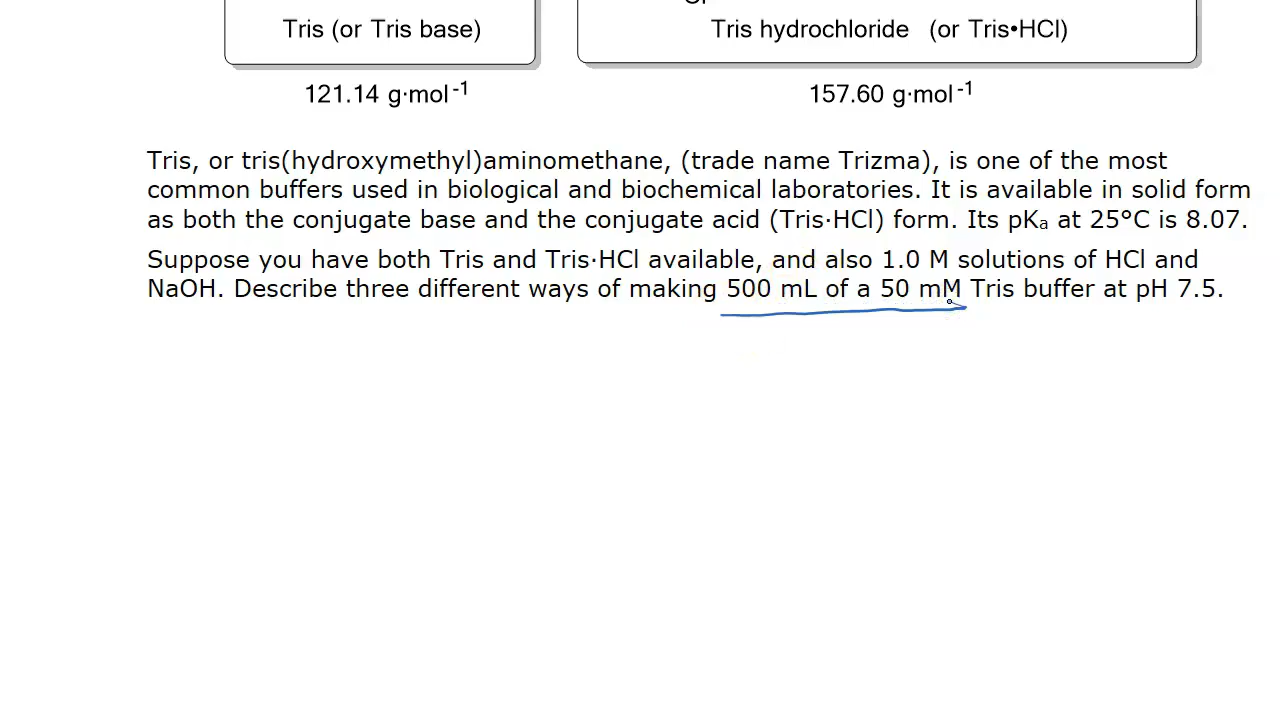 Tris (or Tris base)
Tris hydrochloride (or Tris•HCl)
121.14 g·mol-1
157.60 g·mol-1
Tris, or tris(hydroxymethyl)aminomethane, (trade name Trizma), is one of the most
common buffers used in biological and biochemical laboratories. It is available in solid form
as both the conjugate base and the conjugate acid (Tris·HCl) form. Its pKa at 25°C is 8.07.
Suppose you have both Tris and Tris·HCl available, and also 1.0 M solutions of HCl and
NaOH. Describe three different ways of making 500 mL of a 50 mM Tris buffer at pH 7.5.